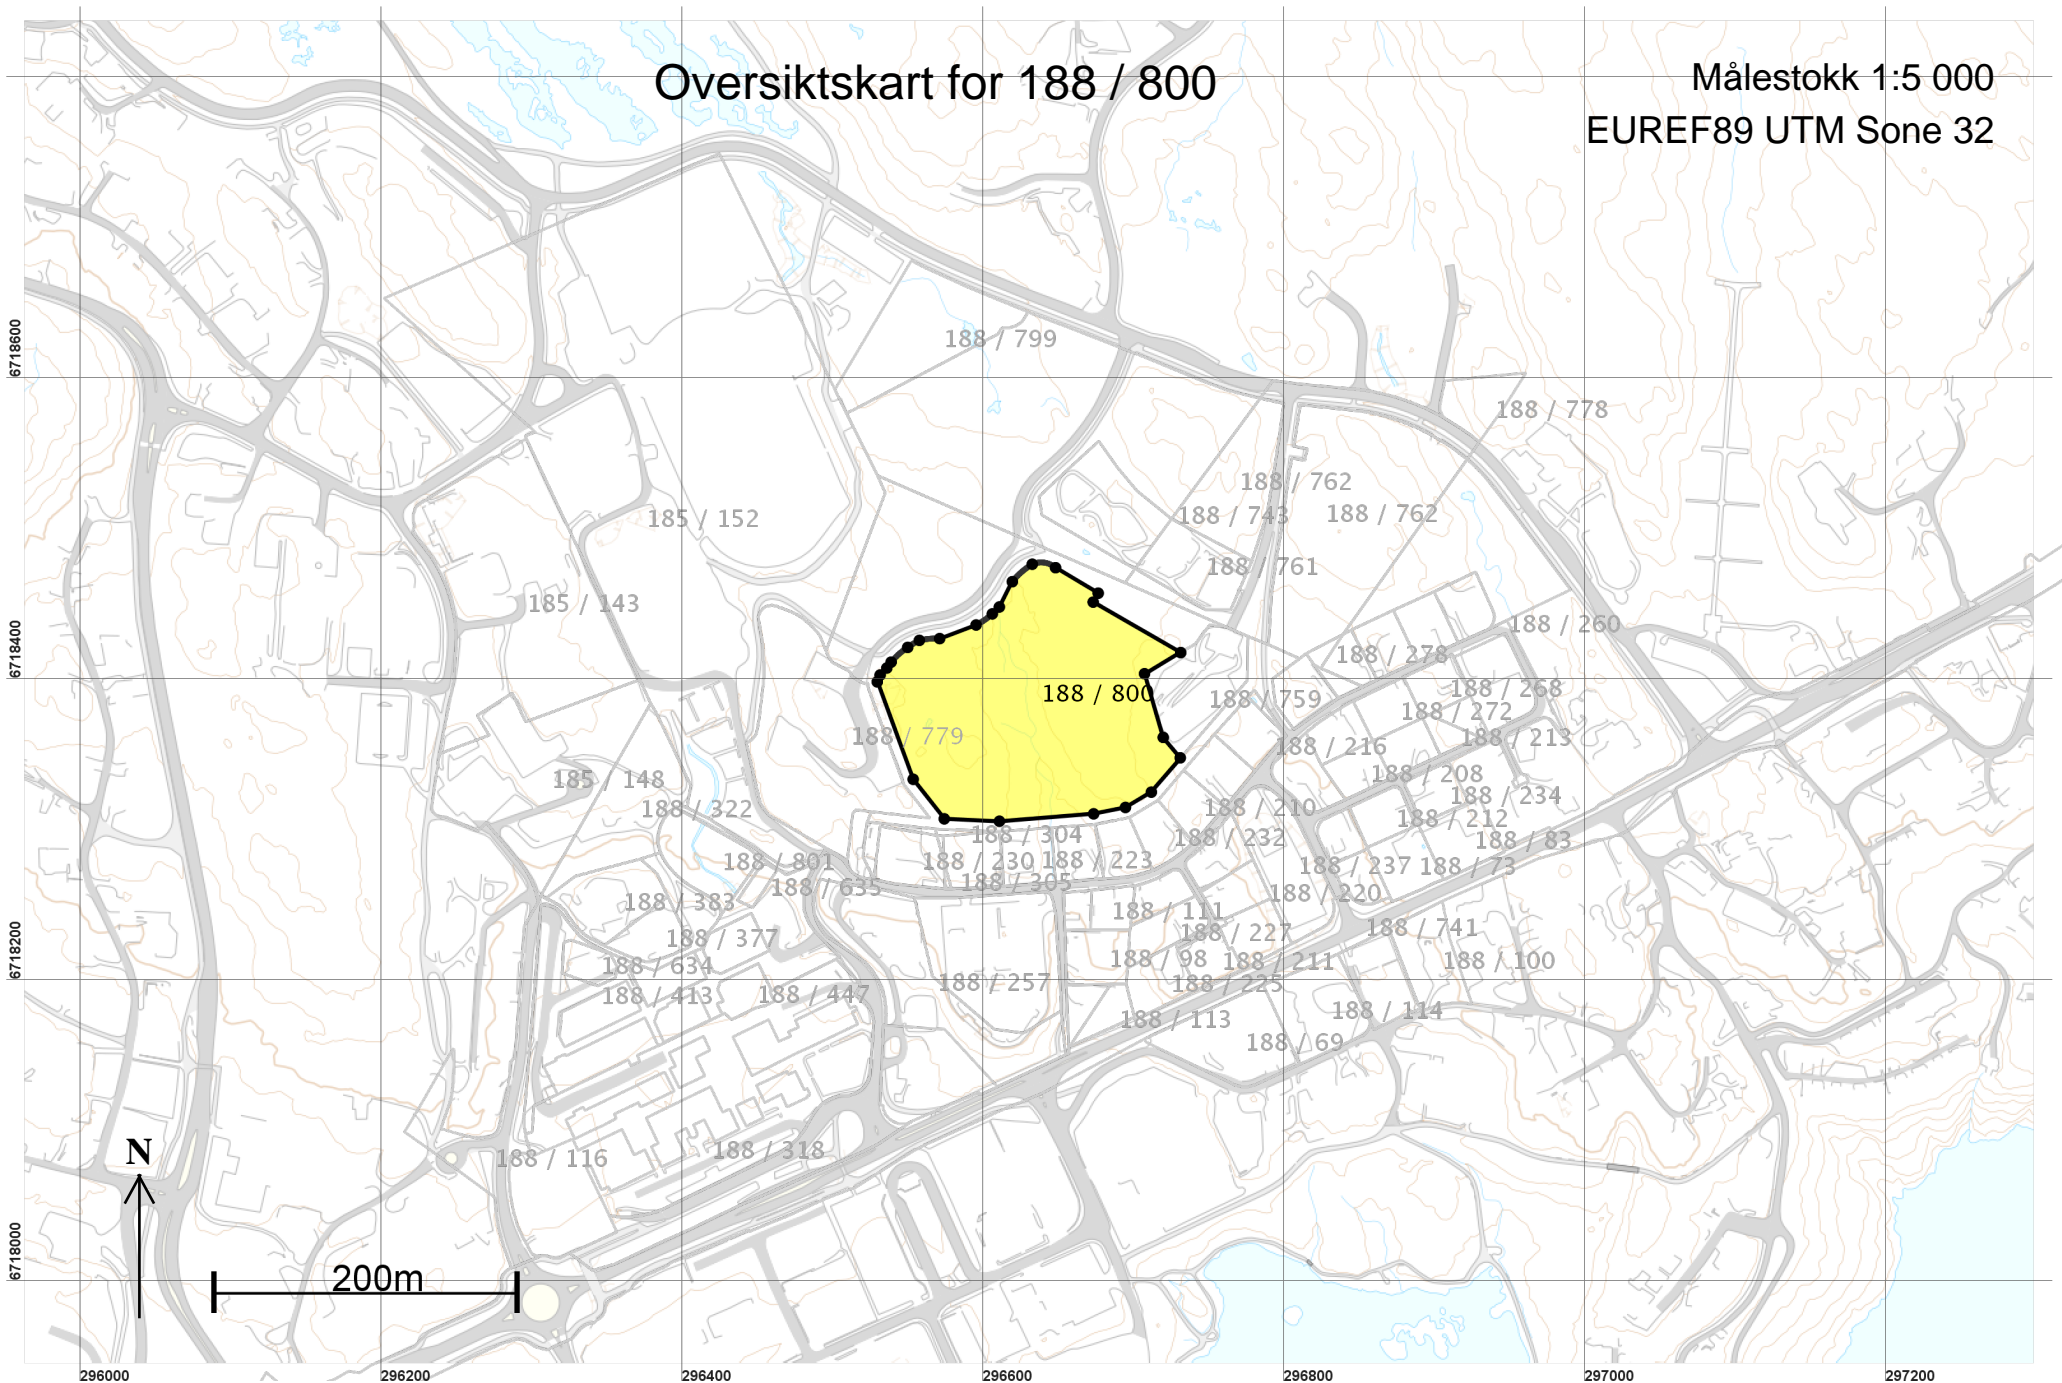 Oversiktskart for 188 / 800
Målestokk 1:5 000
EUREF89 UTM Sone 32
188 / 799
6718600
188 / 778
188 / 762
185 / 152
188 / 743
188 / 762
188 / 761
185 / 143
188 / 260
188 / 278
6718400
188 / 800
188 / 759
188 / 268
188 / 272
188 / 779
188 / 216
188 / 213
185 / 148
188 / 208
188 / 322
188 / 210
188 / 234
188 / 212
188 / 304
188 / 232
188 / 83
188 / 801
188 / 230
188 / 223
188 / 237
188 / 73
188 / 635
188 / 305
188 / 220
188 / 383
188 / 111
188 / 377
188 / 227
188 / 741
188 / 634
188 / 98
188 / 211
188 / 100
6718200
188 / 413
188 / 447
188 / 257
188 / 225
188 / 113
188 / 114
188 / 69
N
188 / 116
188 / 318
6718000
200m
296000
296200
296400
296600
296800
297000
297200